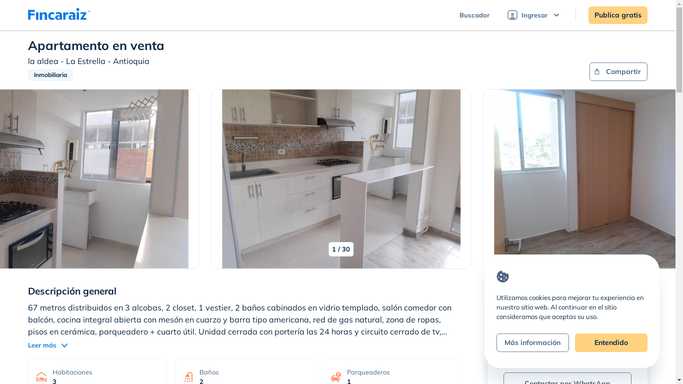 Fincaraiz
Buscador
Ingresar
Publica gratis
Apartamento en venta
la aldea - La Estrella - Antioquia
Inmobiliaria
Compartir
1 / 30
Descripción general
67 metros distribuidos en 3 alcobas, 2 closet, 1 vestier, 2 baños cabinados en vidrio templado, salón comedor con
balcón, cocina integral abierta con mesón en cuarzo y barra tipo americana, red de gas natural, zona de ropas,
pisos en cerámica, parqueadero + cuarto útil. Unidad cerrada con portería las 24 horas y circuito cerrado de tv,...
Leer más
Habitaciones
3
Baños
2
Parqueaderos
1
Utilizamos cookies para mejorar tu experiencia en
nuestro sitio web. Al continuar en el sitio
consideramos que aceptas su uso.
Más información
Entendido
Contactar por WhatsApp